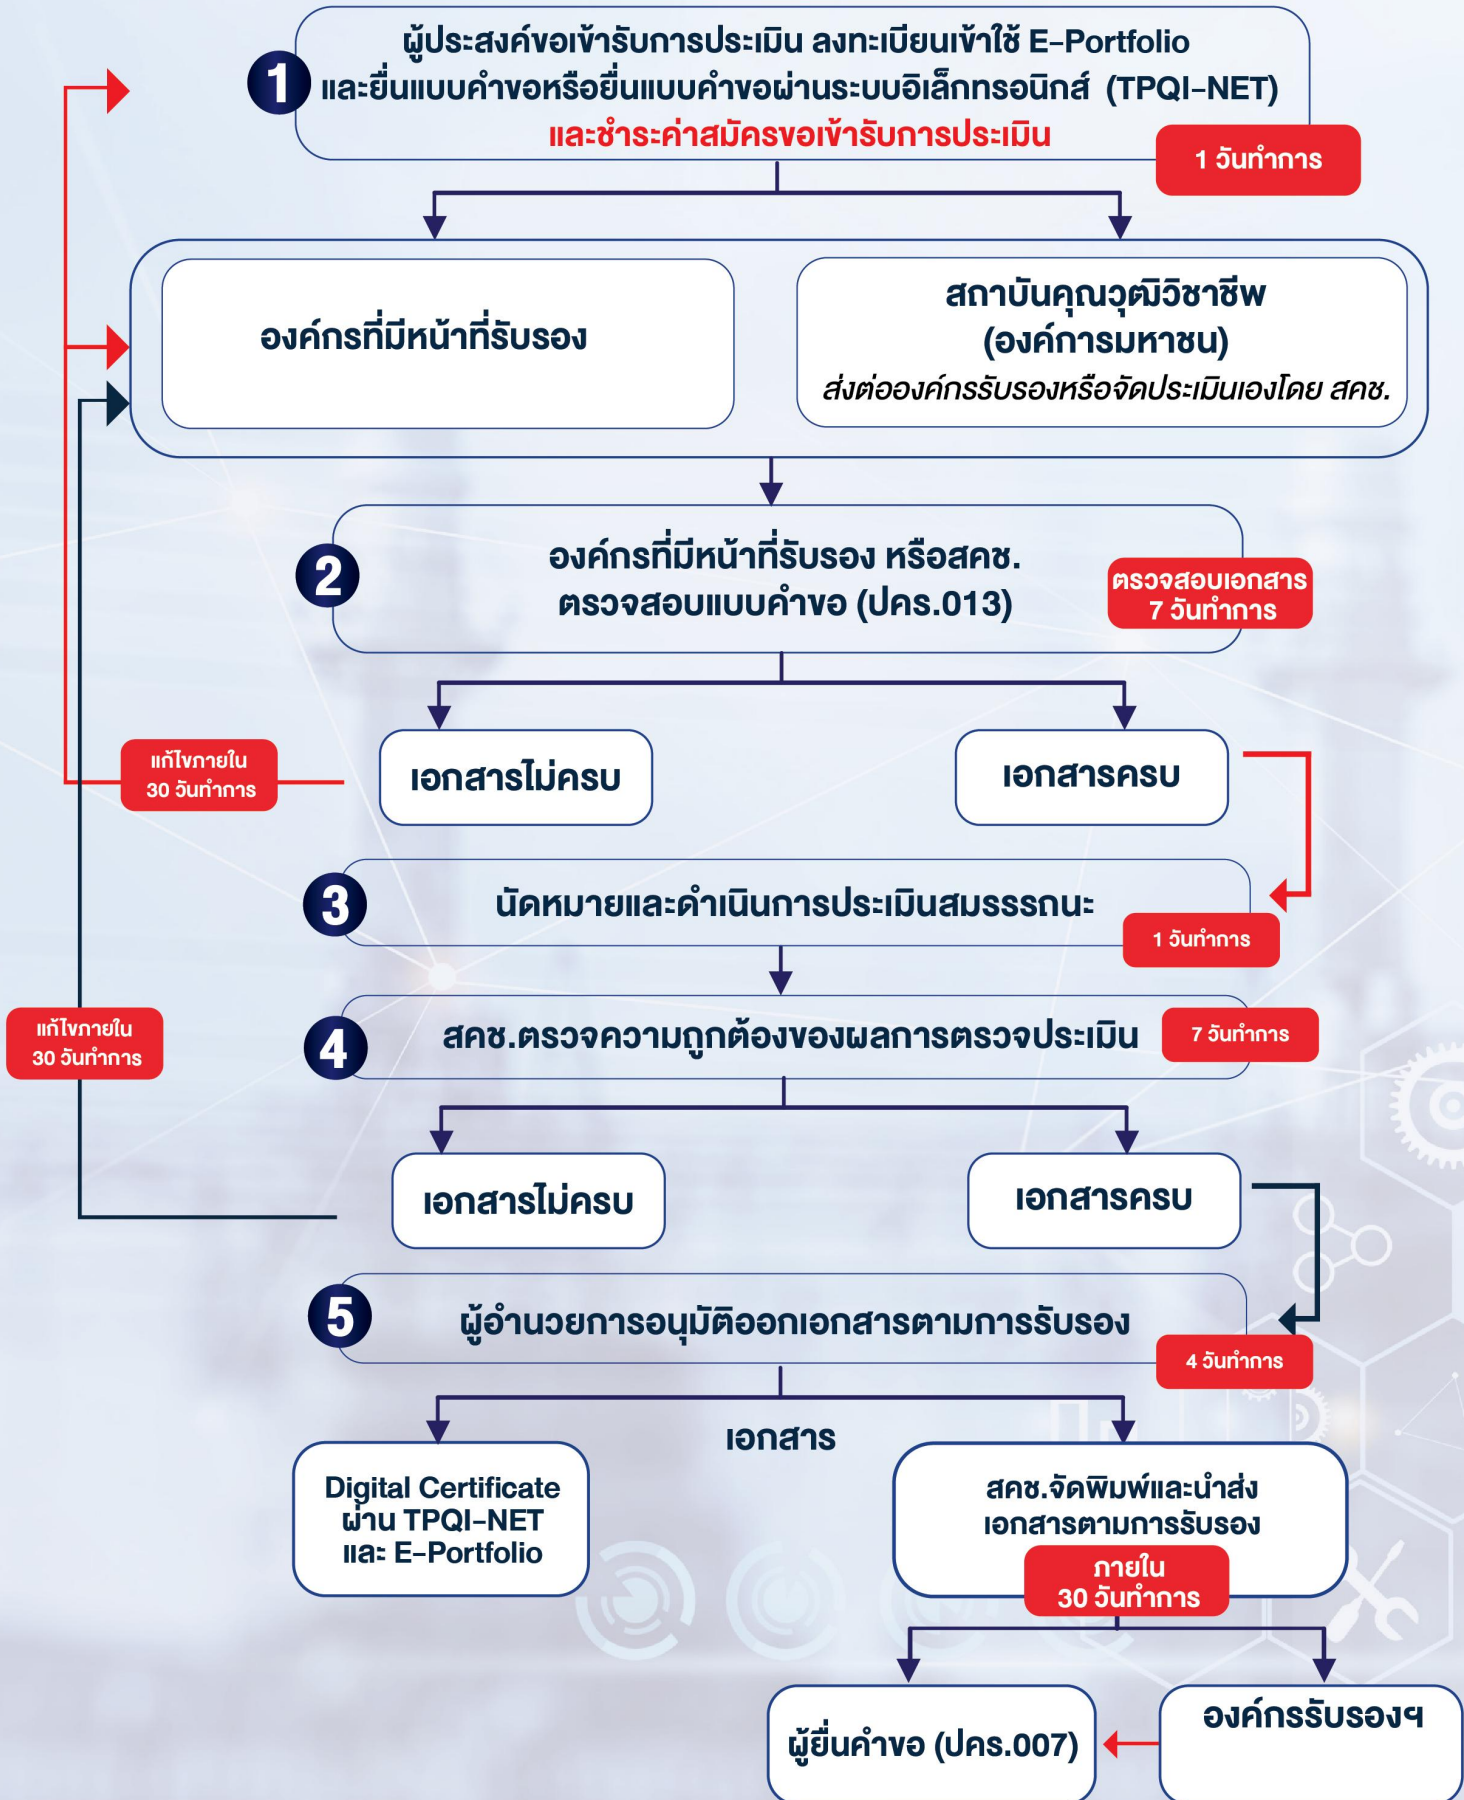 1
ผู้ประสงค์ขอเข้ารับการประเมิน ลงทะเบียนเข้าใช้ E-Portfolio
และยื่นแบบคำขอหรือยื่นแบบคำขอผ่านระบบอิเล็กทรอนิกส์ (TPQI-NET)
และชำระค่าสมัครขอเข้ารับการประเมิน
1 วันทำการ
องค์กรที่มีหน้าที่รับรอง
สถาบันคุณวุฒิวิชาชีพ
(องค์การมหาชน)
ส่งต่อองค์กรรับรองหรือจัดประเมินเองโดย สคช.
2
องค์กรที่มีหน้าที่รับรอง หรือสคช.
ตรวจสอบแบบคำขอ (ปคร.013)
ตรวจสอบเอกสาร
7 วันทำการ
แก้ไขภายใน
30 วันทำการ
เอกสารไม่ครบ
เอกสารครบ
3
นัดหมายและดำเนินการประเมินสมรรรถนะ
1 วันทำการ
แก้ไขภายใน
30 วันทำการ
4
สคช.ตรวจความถูกต้องของผลการตรวจประเมิน
7 วันทำการ
เอกสารไม่ครบ
เอกสารครบ
5
ผู้อำนวยการอนุมัติออกเอกสารตามการรับรอง
4 วันทำการ
เอกสาร
Digital Certificate
ผ่าน TPQI-NET
และ E-Portfolio
สคช.จัดพิมพ์และนำส่ง
เอกสารตามการรับรอง
ภายใน
30 วันทำการ
ผู้ยื่นคำขอ (ปคร.007)
องค์กรรับรองฯ